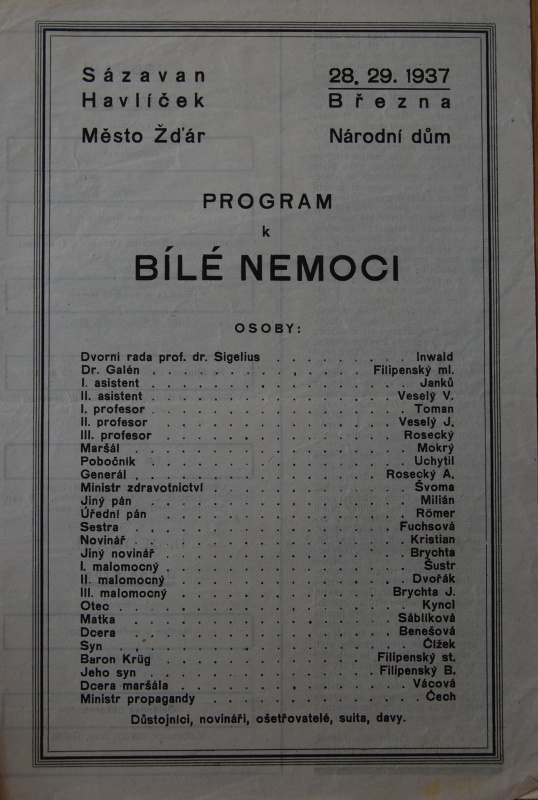 Sázavan 28. 29. 1937
Havlíček Března
Město Žďár Národní dům
PROGRAM
k
BÍLÉ NEMOCI
OSOBY:
Dvorní rada prof. dr. Sigelius . . . . . . . . . Inwald
Dr. Galén . . . . . . . . . Filipenský ml.
I. asistent . . . . . . . . . Janků
II. asistent . . . . . . . . . Veselý V.
I. profesor . . . . . . . . . Toman
II. profesor . . . . . . . . . Veselý J.
III. profesor . . . . . . . . . Rosecký
Maršál . . . . . . . . . Mokrý
Pobočník . . . . . . . . . Uchytil
Generál . . . . . . . . . Rosecký A.
Ministr zdravotnictví . . . . . . . . . Švoma
Jiný pán . . . . . . . . . Milián
Úřední pán . . . . . . . . . Römer
Sestra . . . . . . . . . Fuchsová
Novinář . . . . . . . . . Kristian
Jiný novinář . . . . . . . . . Brychta
I. malomocný . . . . . . . . . Šustr
II. malomocný . . . . . . . . . Dvořák
III. malomocný . . . . . . . . . Brychta J.
Otec . . . . . . . . . Kyncl
Matka . . . . . . . . . Sáblíková
Dcera . . . . . . . . . Benešová
Syn . . . . . . . . . Čížek
Baron Krüg . . . . . . . . . Filipenský st.
Jeho syn . . . . . . . . . Filipenský B.
Dcera maršála . . . . . . . . . Vácová
Ministr propagandy . . . . . . . . . Čech
Důstojníci, novináři, ošetřovatelé, suita, davy.